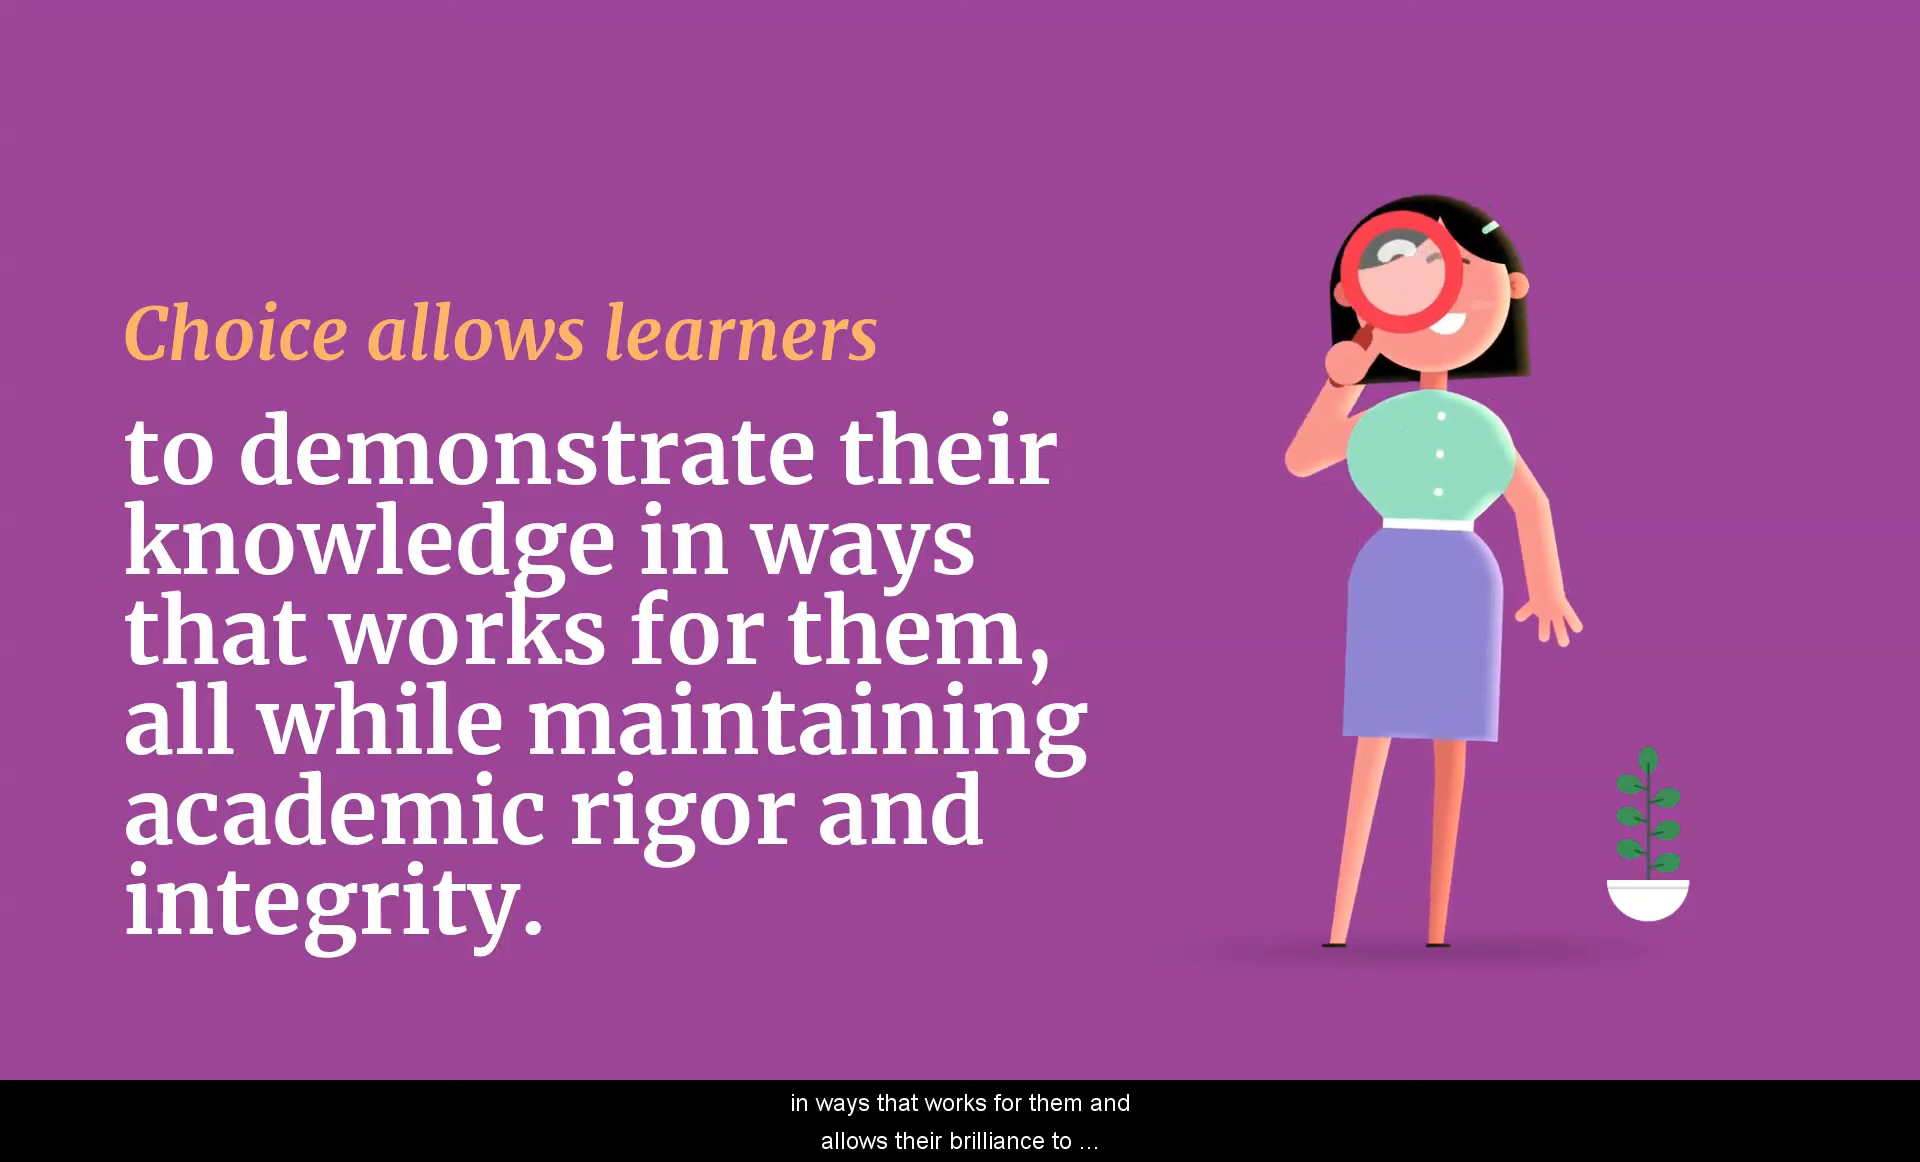 Choice allows learners
to demonstrate their
knowledge in ways
that works for them,
all while maintaining
academic rigor and
integrity.
in ways that works for them and
allows their brilliance to ...